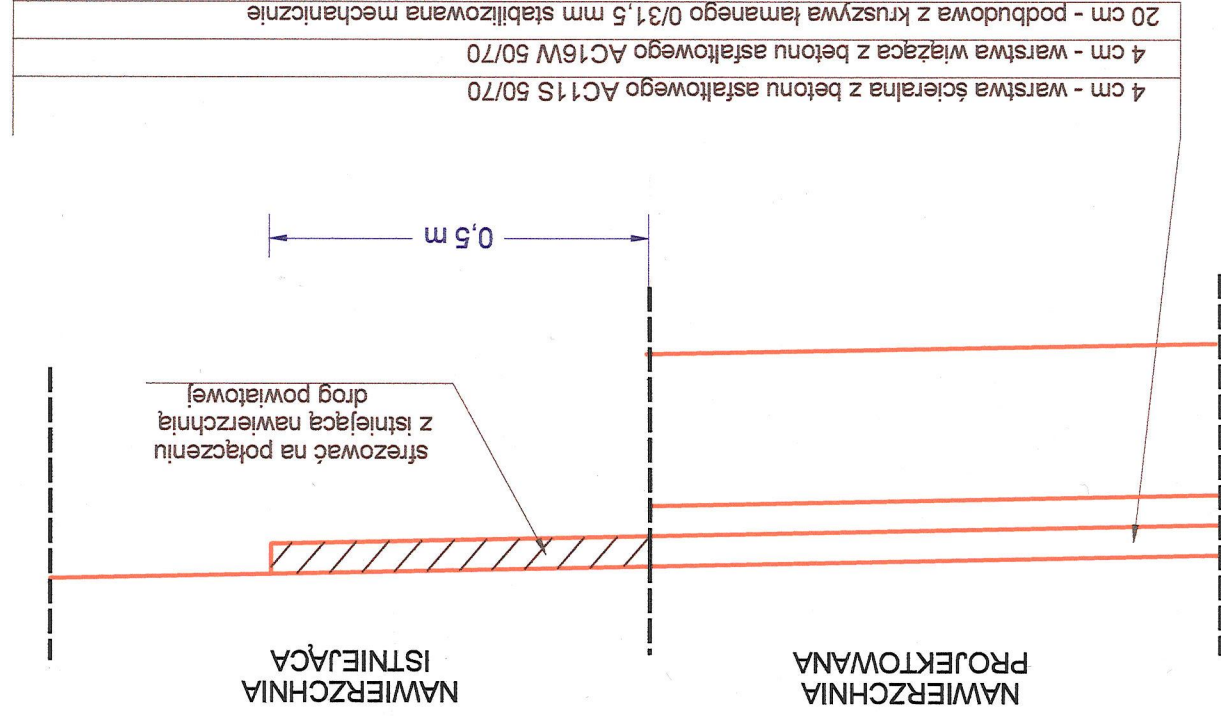 NAWIERZCHNIA
PROJEKTOWANA
NAWIERZCHNIA
ISTNIEJĄCA
sfrezować na połączeniu
z istniejącą nawierzchnią
drog powiatowej
0,5 m
4 cm - warstwa ścieralna z betonu asfaltowego AC11S 50/70
4 cm - warstwa wiążąca z betonu asfaltowego AC16W 50/70
20 cm - podbudowa z kruszywa łamanego 0/31,5 mm stabilizowana mechanicznie